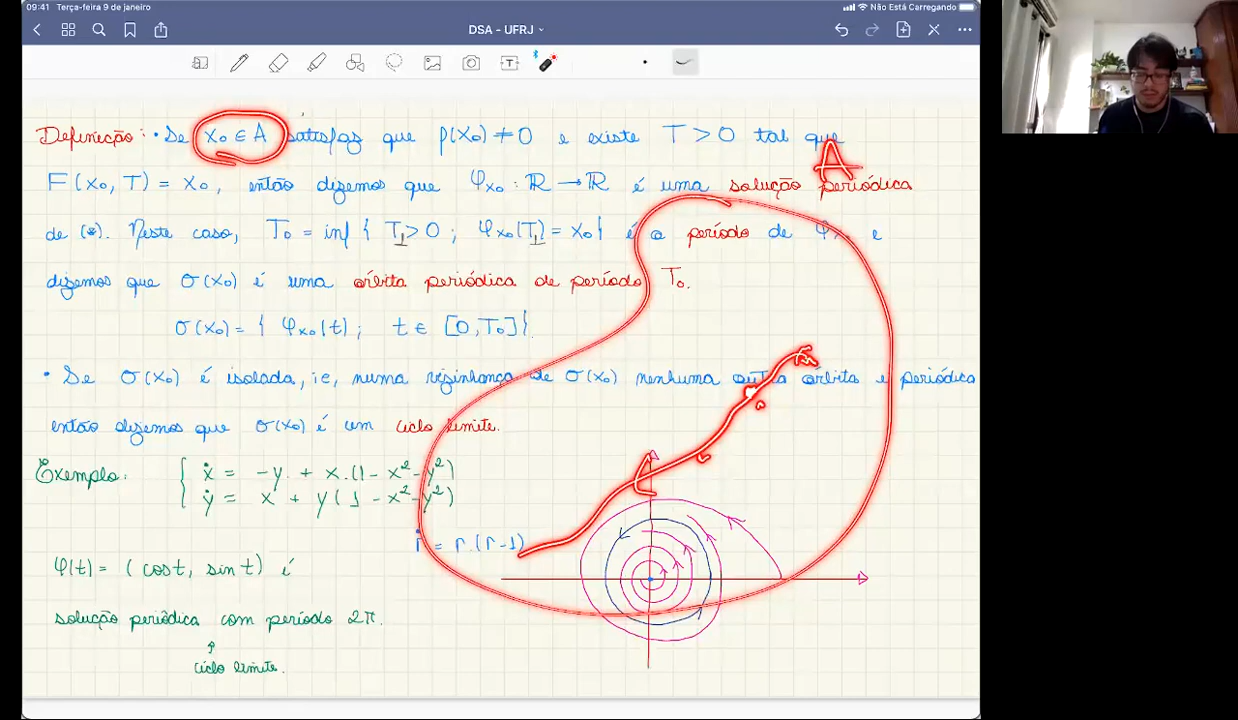 09:41 Terça-feira 9 de janeiro
Não Está Carregando
DSA - UFRJ
Definição: • Se x₀ ∈ A satisfaz que f(x₀) ≠ 0 e existe T > 0 tal que
A
F(x₀, T) = x₀, então dizemos que φx₀ : ℝ → ℝ é uma solução periódica
de (*). Neste caso, T₀ = inf { T₁ > 0 ; φx₀(T₁) = x₀ } é o período de φx₀ e
dizemos que σ(x₀) é uma órbita periódica de período T₀.
σ(x₀) = { φx₀(t) ; t ∈ [0, T₀] }.
• Se σ(x₀) é isolada, i.e, numa vizinhança de σ(x₀) nenhuma outra órbita e periódica
então dizemos que σ(x₀) é um ciclo limite.
Exemplo: { ẋ = -y + x.(1 - x² - y²)
ẏ = x + y(1 - x² - y²)
ṙ = r.(r-1)
φ(t) = (cost, sint) é
solução periódica com período 2π.
↑
ciclo limite.